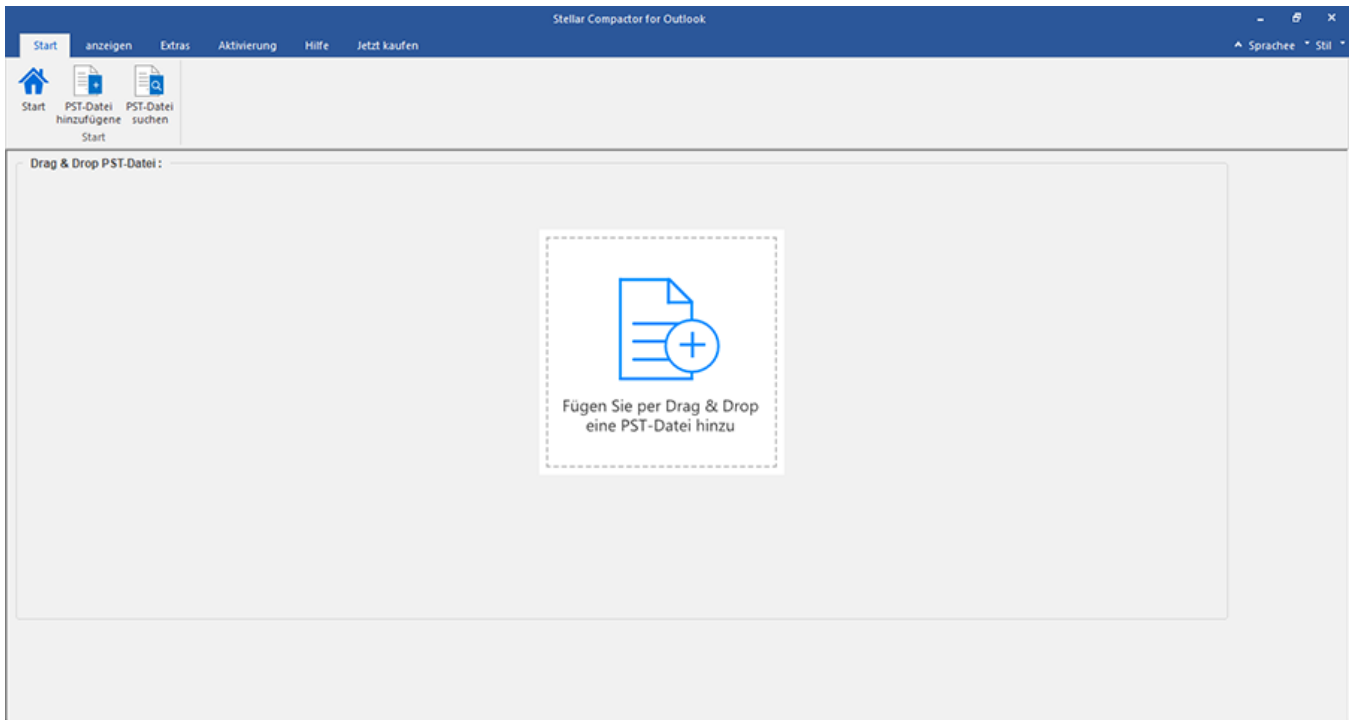 Stellar Compactor for Outlook
Start anzeigen Extras Aktivierung Hilfe Jetzt kaufen Sprachee Stil
Start PST-Datei hinzufügene PST-Datei suchen
Start
Drag & Drop PST-Datei :
Fügen Sie per Drag & Drop
eine PST-Datei hinzu